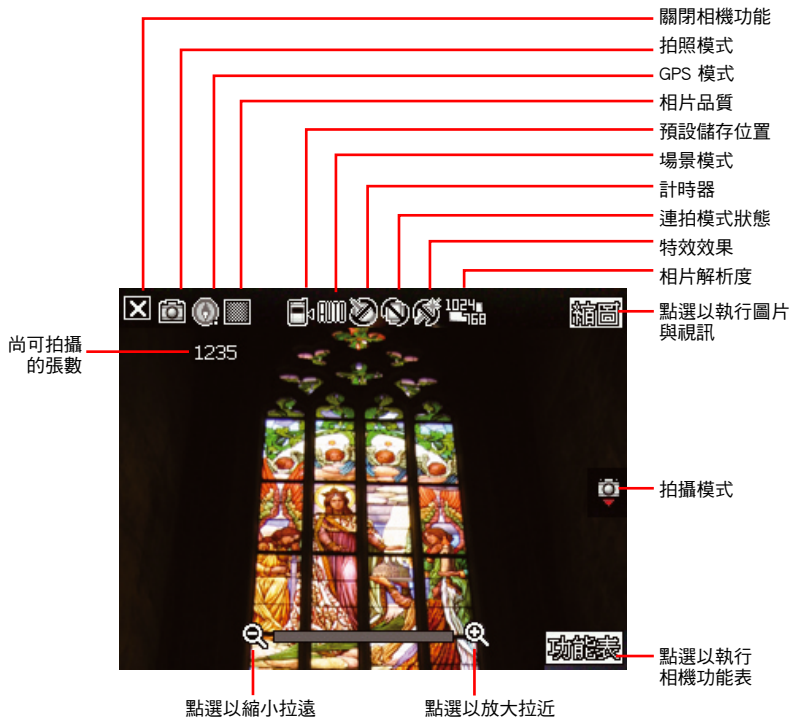 關閉相機功能
拍照模式
GPS 模式
相片品質
預設儲存位置
場景模式
計時器
連拍模式狀態
特效效果
相片解析度
1024
768
縮圖
點選以執行圖片
與視訊
尚可拍攝
的張數
1235
拍攝模式
功能表
點選以執行
相機功能表
點選以縮小拉遠
點選以放大拉近